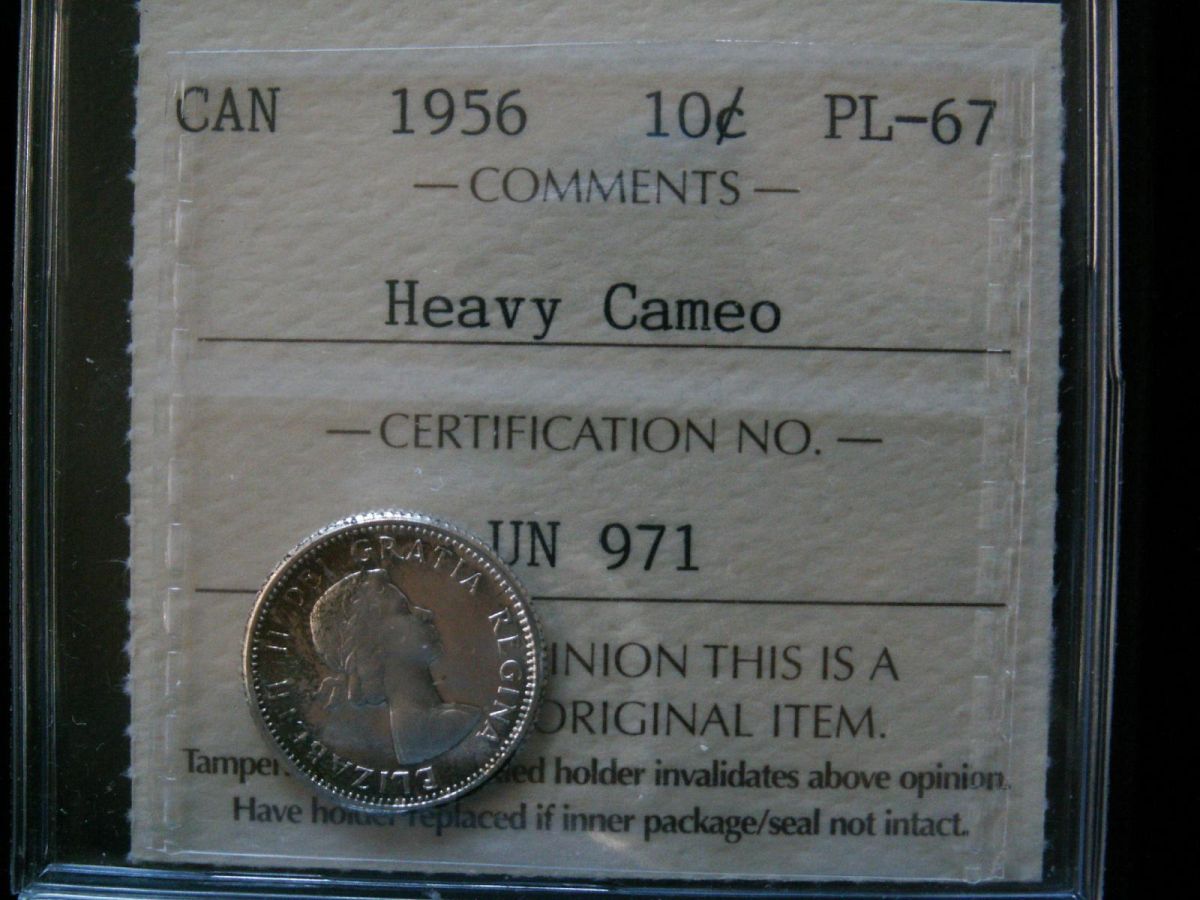 CAN 1956 10¢ PL-67
— COMMENTS —
Heavy Cameo
— CERTIFICATION NO. —
UN 971
INION THIS IS A
ORIGINAL ITEM.
Tamper holder invalidates above opinion.
Have holder replaced if inner package/seal not intact.
ELIZABETH II DEI GRATIA REGINA